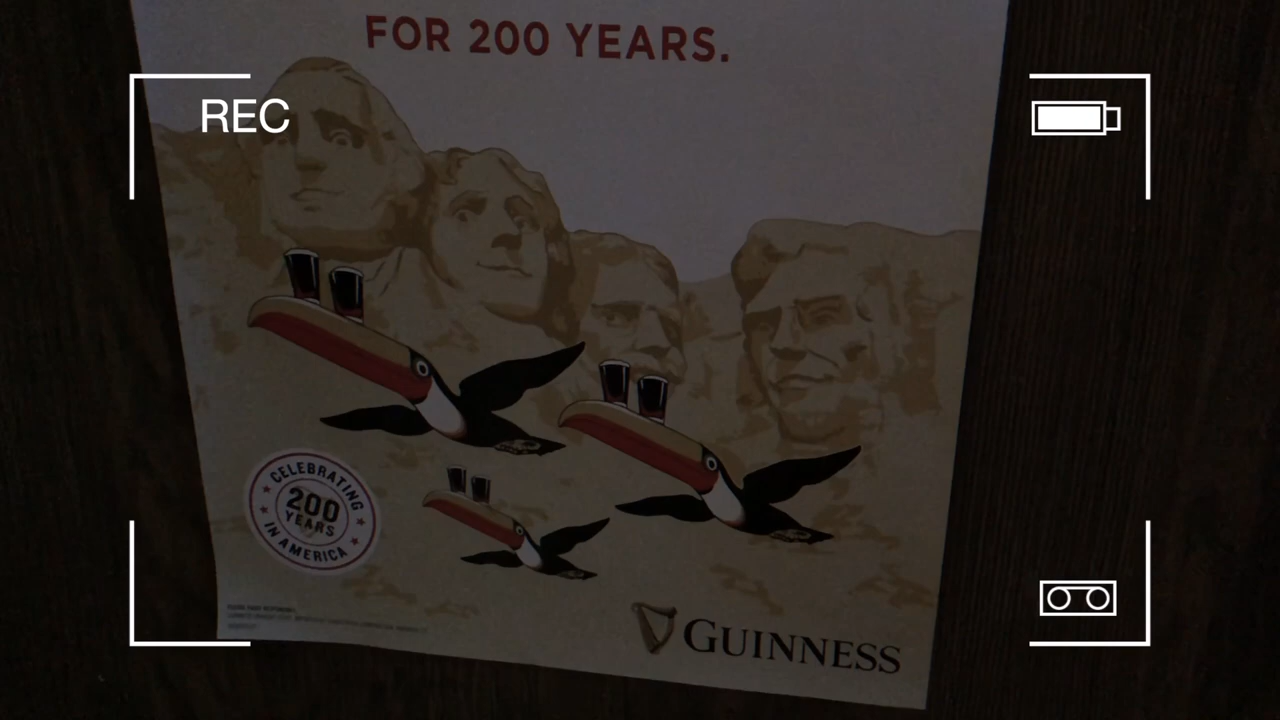 FOR 200 YEARS.
REC
CELEBRATING
200
YEARS
IN AMERICA
GUINNESS